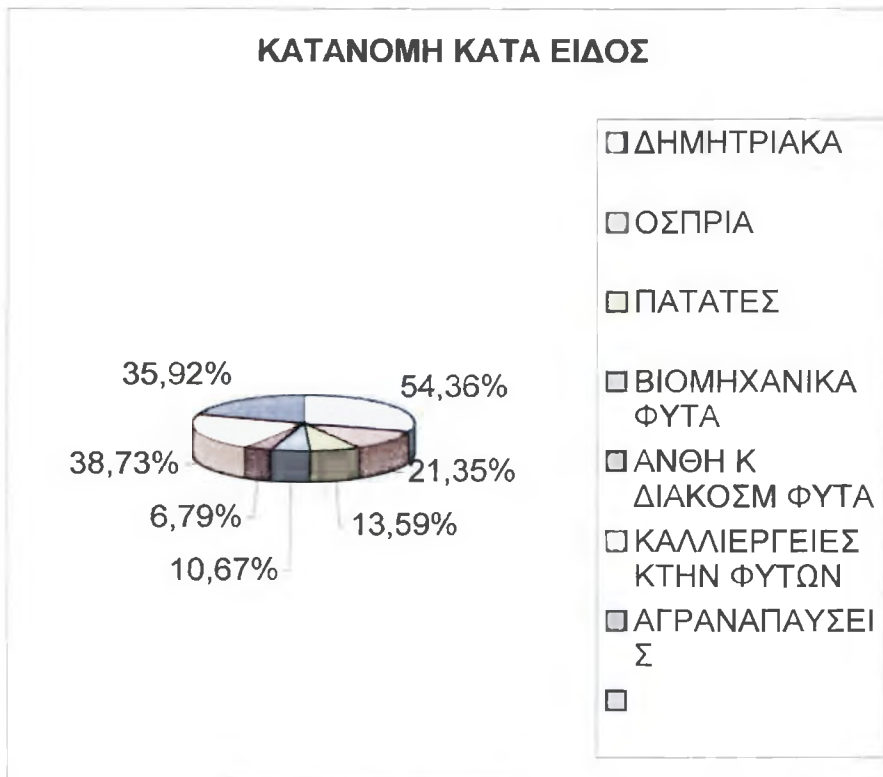 ΚΑΤΑΝΟΜΗ ΚΑΤΑ ΕΙΔΟΣ
35,92%
54,36%
38,73%
21,35%
6,79%
13,59%
10,67%
ΔΗΜΗΤΡΙΑΚΑ
ΟΣΠΡΙΑ
ΠΑΤΑΤΕΣ
ΒΙΟΜΗΧΑΝΙΚΑ
ΦΥΤΑ
ΑΝΘΗ Κ
ΔΙΑΚΟΣΜ ΦΥΤΑ
ΚΑΛΛΙΕΡΓΕΙΕΣ
ΚΤΗΝ ΦΥΤΩΝ
ΑΓΡΑΝΑΠΑΥΣΕΙ
Σ